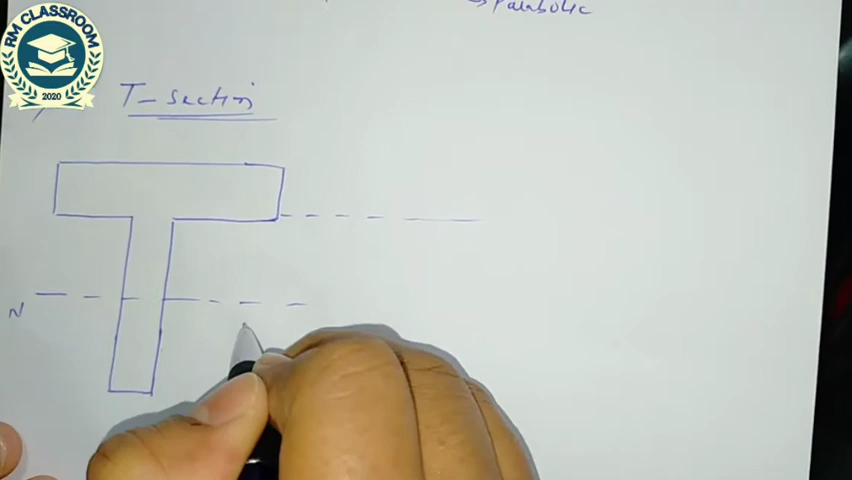 → Parabolic
RM CLASSROOM
2020
T-section
N